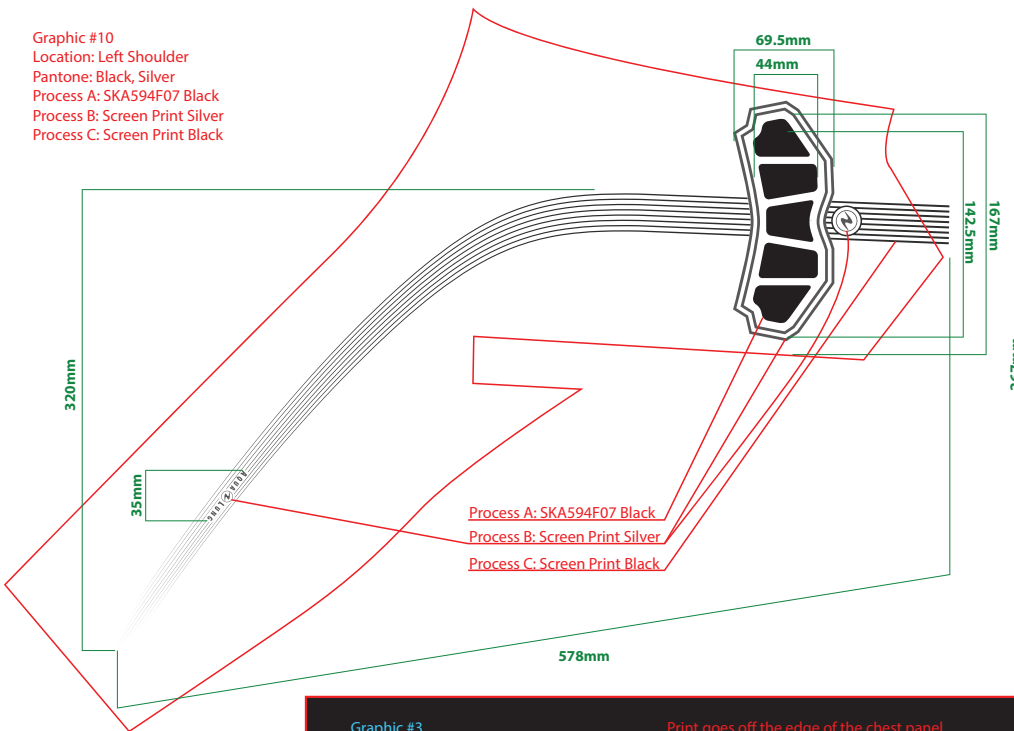 Graphic #10
Location: Left Shoulder
Pantone: Black, Silver
Process A: SKA594F07 Black
Process B: Screen Print Silver
Process C: Screen Print Black
69.5mm
44mm
142.5mm
167mm
320mm
35mm
AQUA
LUNG
Process A: SKA594F07 Black
Process B: Screen Print Silver
Process C: Screen Print Black
578mm
Graphic #3
Print goes off the edge of the chest panel